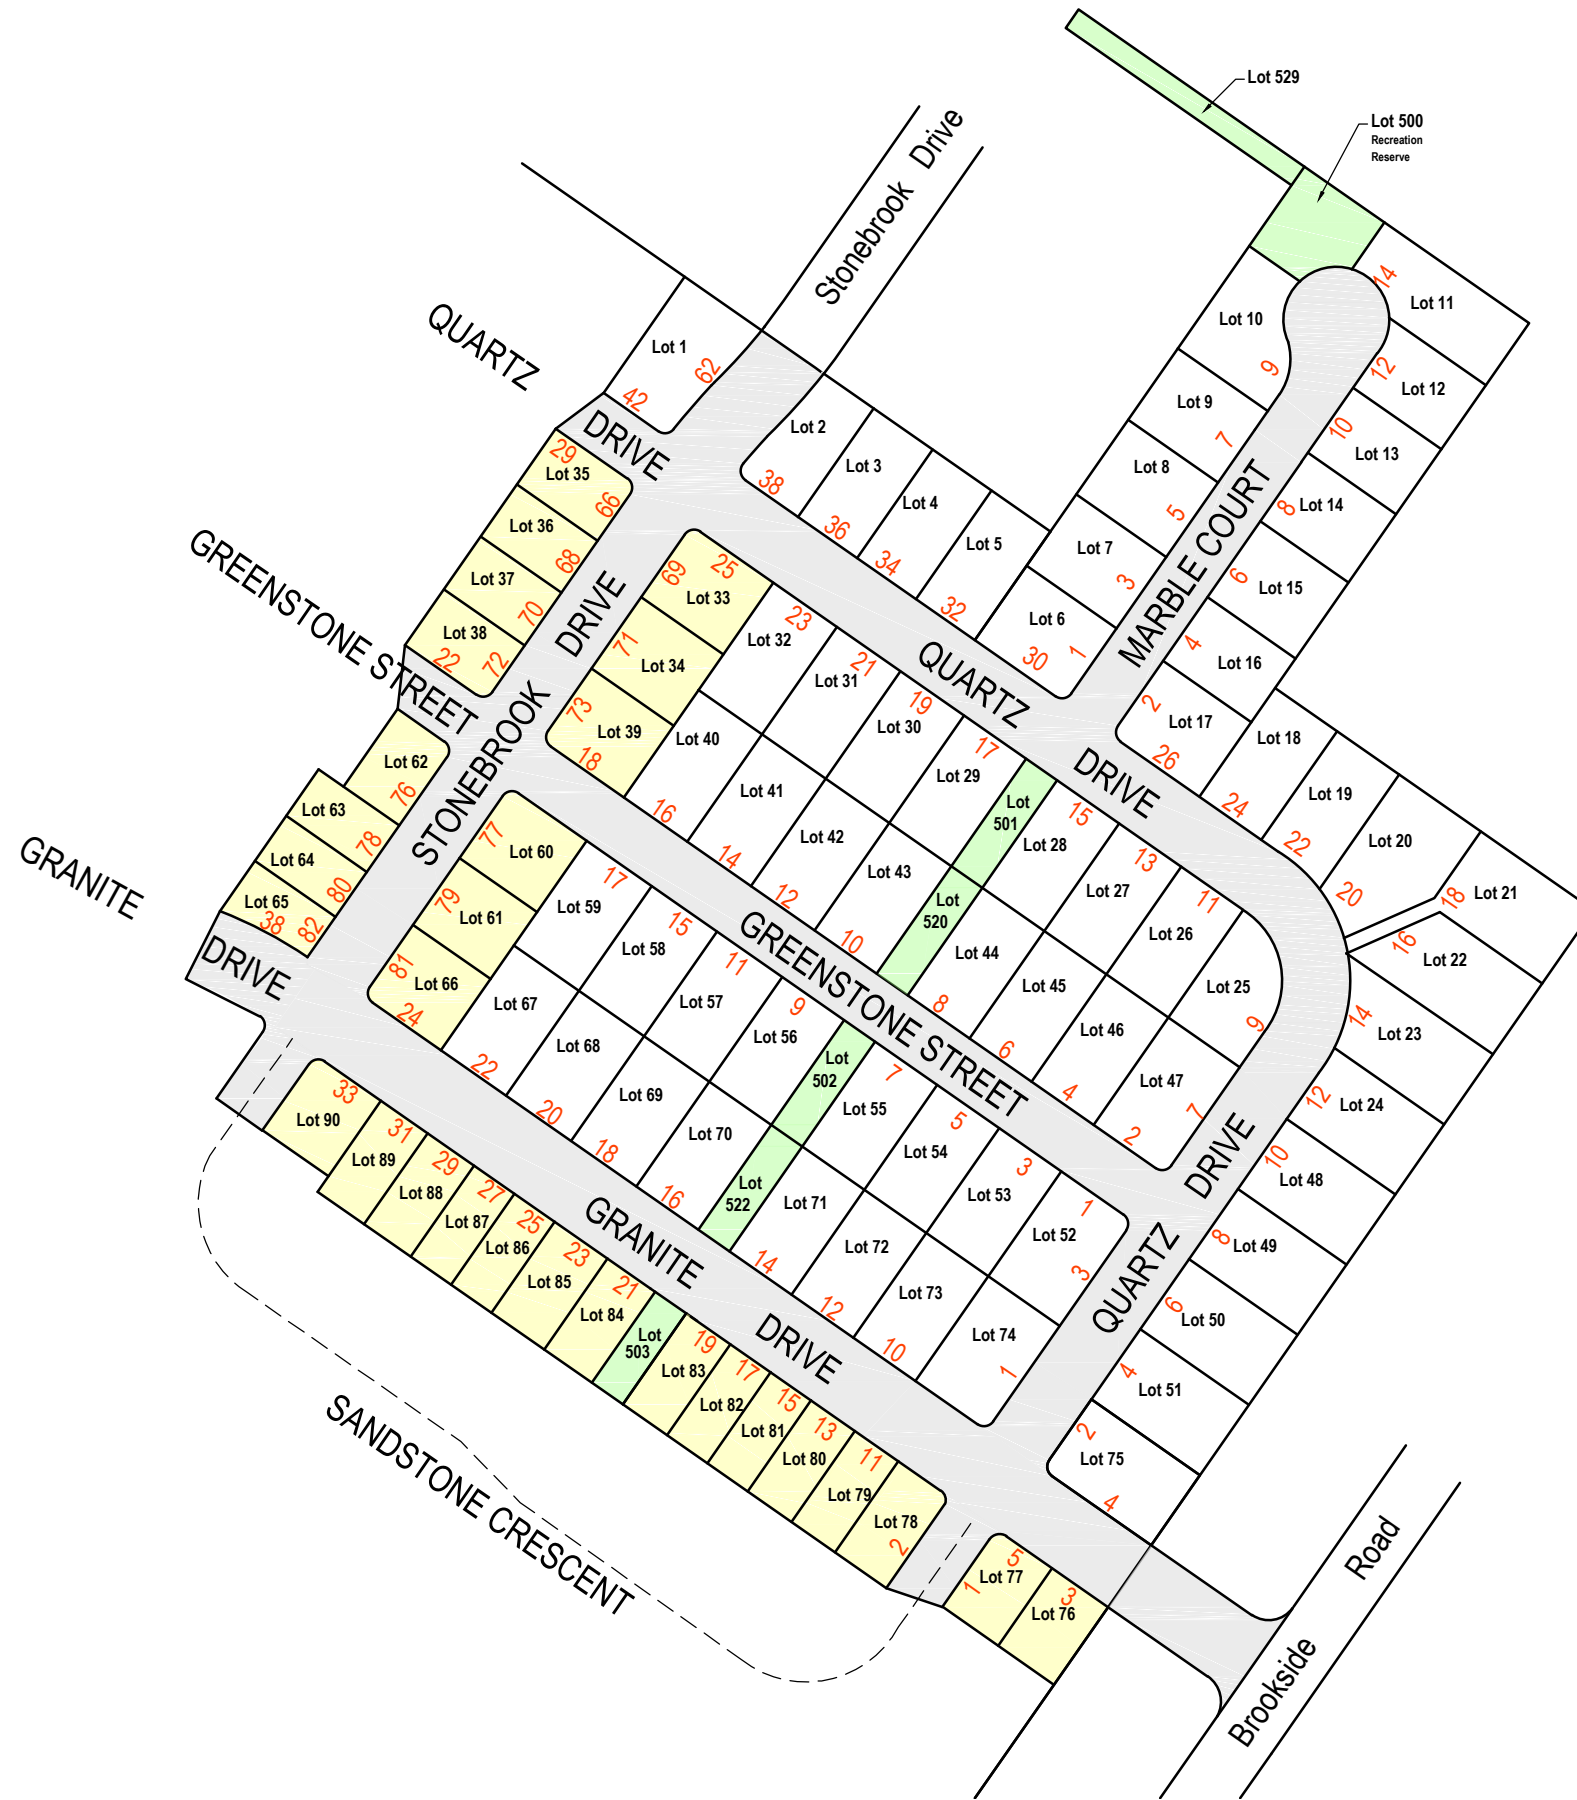 Lot 529
Lot 500
Recreation
Reserve
Stonebrook Drive
QUARTZ
DRIVE
GREENSTONE STREET
GRANITE
DRIVE
STONEBROOK DRIVE
MARBLE COURT
QUARTZ
DRIVE
GREENSTONE STREET
QUARTZ
DRIVE
GRANITE
DRIVE
SANDSTONE CRESCENT
Brookside Road
Lot 1
42
62
Lot 2
38
Lot 3
36
Lot 4
34
Lot 5
32
Lot 6
30
1
Lot 7
3
Lot 8
5
Lot 9
7
Lot 10
9
Lot 11
14
Lot 12
12
Lot 13
10
Lot 14
8
Lot 15
6
Lot 16
4
Lot 17
2
26
Lot 18
24
Lot 19
22
Lot 20
20
Lot 21
18
Lot 22
16
Lot 23
14
Lot 24
12
Lot 25
9
11
Lot 26
13
Lot 27
15
Lot 28
Lot
501
Lot 29
17
Lot 30
19
Lot 31
21
Lot 32
23
Lot 33
25
69
Lot 34
71
Lot 35
29
66
Lot 36
68
Lot 37
70
Lot 38
22
72
Lot 39
73
18
Lot 40
16
Lot 41
14
Lot 42
12
Lot 43
10
Lot
520
Lot 44
8
Lot 45
6
Lot 46
4
Lot 47
2
7
Lot 48
10
Lot 49
8
Lot 50
6
Lot 51
4
Lot 52
1
3
Lot 53
3
Lot 54
5
Lot 55
7
Lot
502
Lot 56
9
Lot 57
11
Lot 58
15
Lot 59
17
Lot 60
77
Lot 61
79
Lot 62
76
Lot 63
78
Lot 64
80
Lot 65
38
82
Lot 66
81
24
Lot 67
22
Lot 68
20
Lot 69
18
Lot 70
16
Lot
522
Lot 71
14
Lot 72
12
Lot 73
10
Lot 74
1
Lot 75
2
4
Lot 76
3
Lot 77
5
1
Lot 78
2
Lot 79
11
Lot 80
13
Lot 81
15
Lot 82
17
Lot 83
19
Lot
503
Lot 84
21
Lot 85
23
Lot 86
25
Lot 87
27
Lot 88
29
Lot 89
31
Lot 90
33